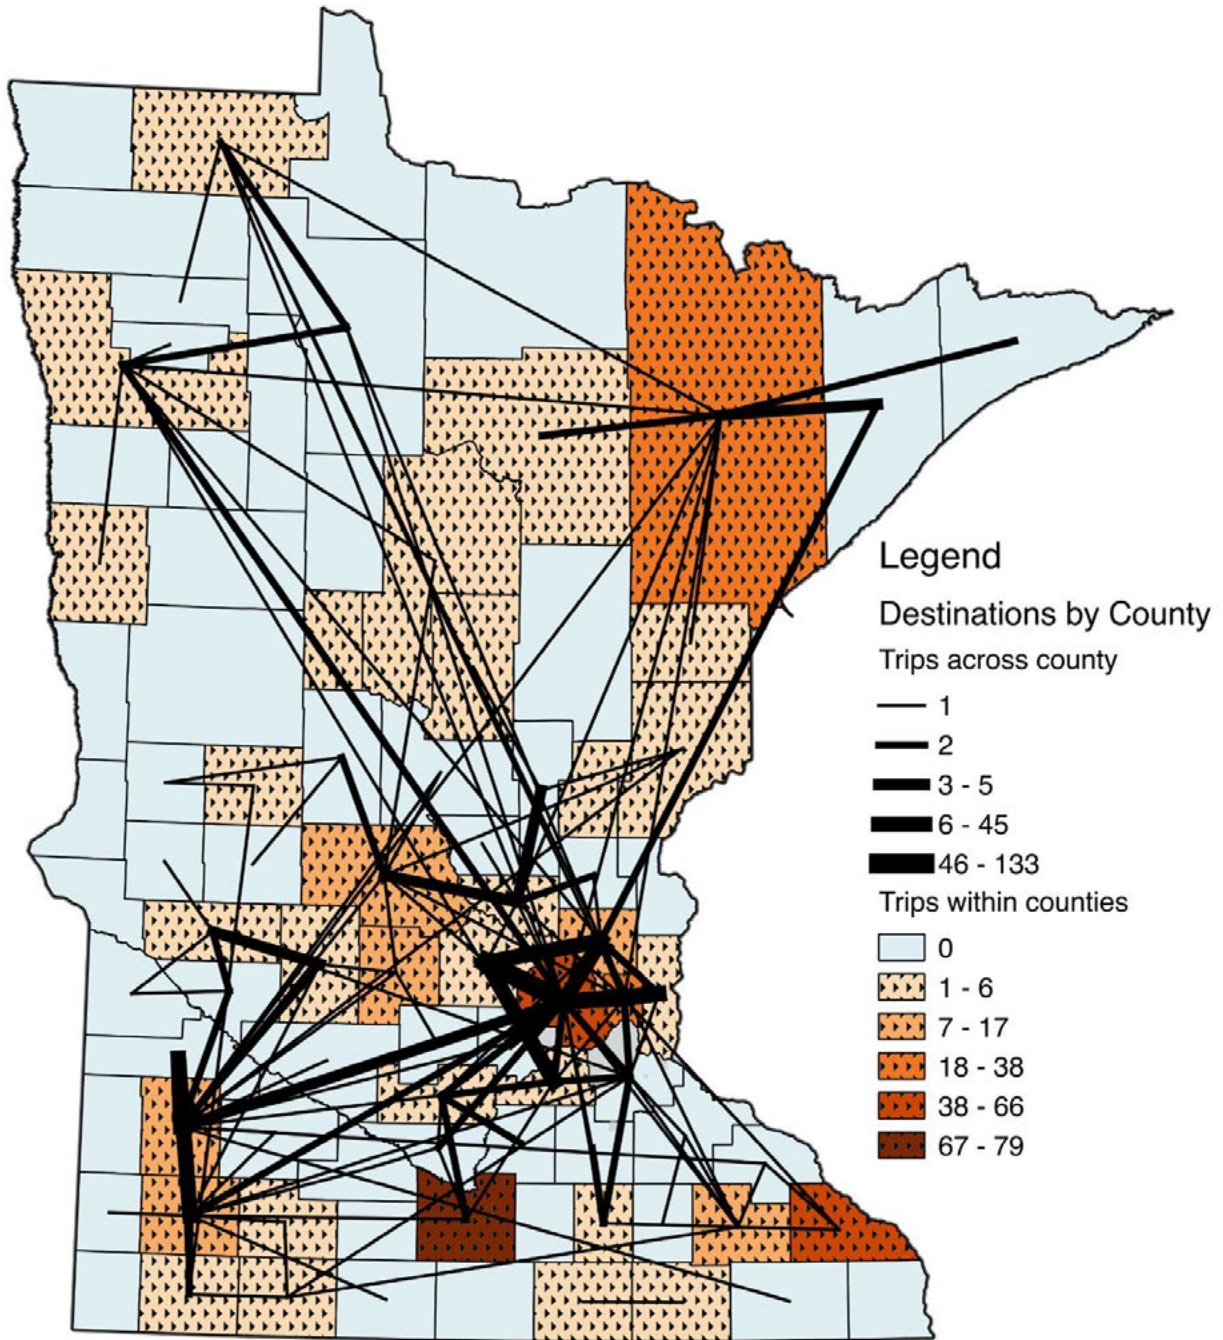 Legend
Destinations by County
Trips across county
1
2
3 - 5
6 - 45
46 - 133
Trips within counties
0
1 - 6
7 - 17
18 - 38
38 - 66
67 - 79